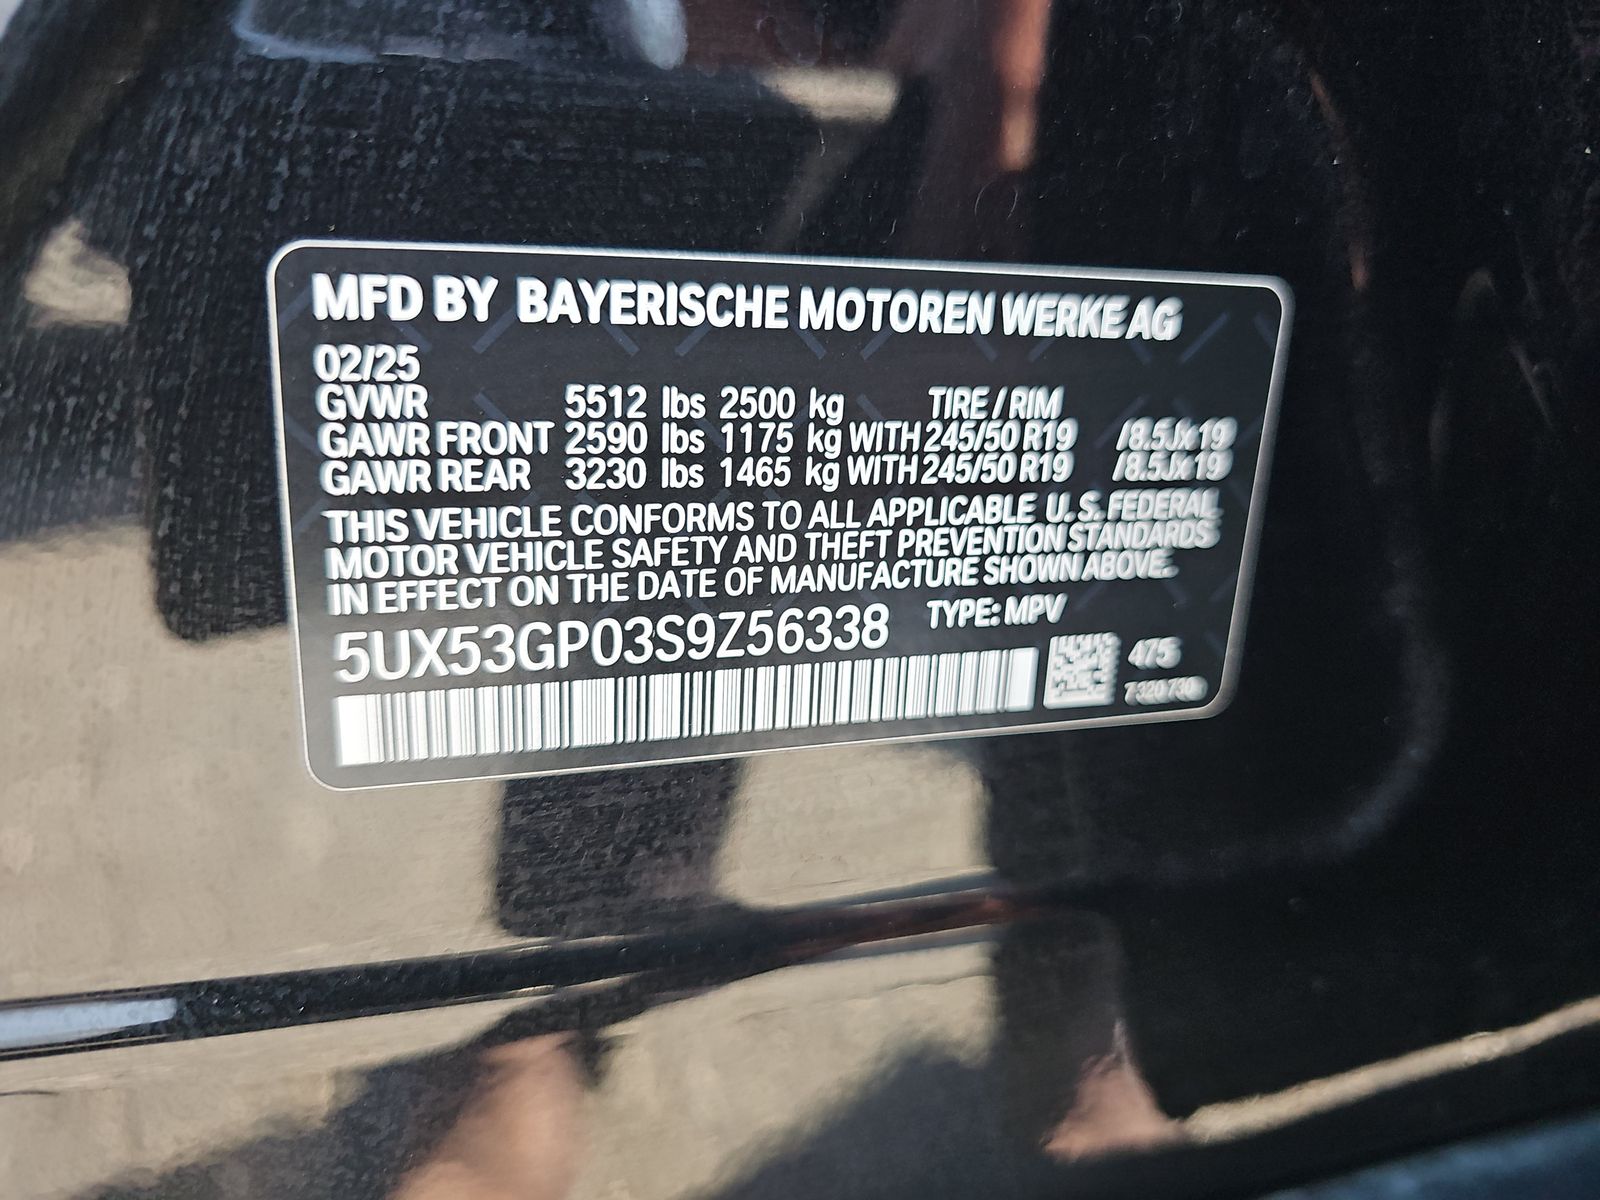 MFD BY BAYERISCHE MOTOREN WERKE AG
02/25
GVWR 5512 lbs 2500 kg TIRE / RIM
GAWR FRONT 2590 lbs 1175 kg WITH 245/50 R19 /8.5Jx19
GAWR REAR 3230 lbs 1465 kg WITH 245/50 R19 /8.5Jx19
THIS VEHICLE CONFORMS TO ALL APPLICABLE U.S. FEDERAL
MOTOR VEHICLE SAFETY AND THEFT PREVENTION STANDARDS
IN EFFECT ON THE DATE OF MANUFACTURE SHOWN ABOVE.
5UX53GP03S9Z56338 TYPE: MPV
475
7 320